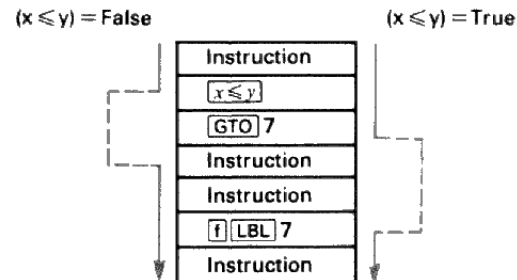 (x ≤ y) = False
(x ≤ y) = True
Instruction
x ≤ y
GTO 7
Instruction
Instruction
f LBL 7
Instruction